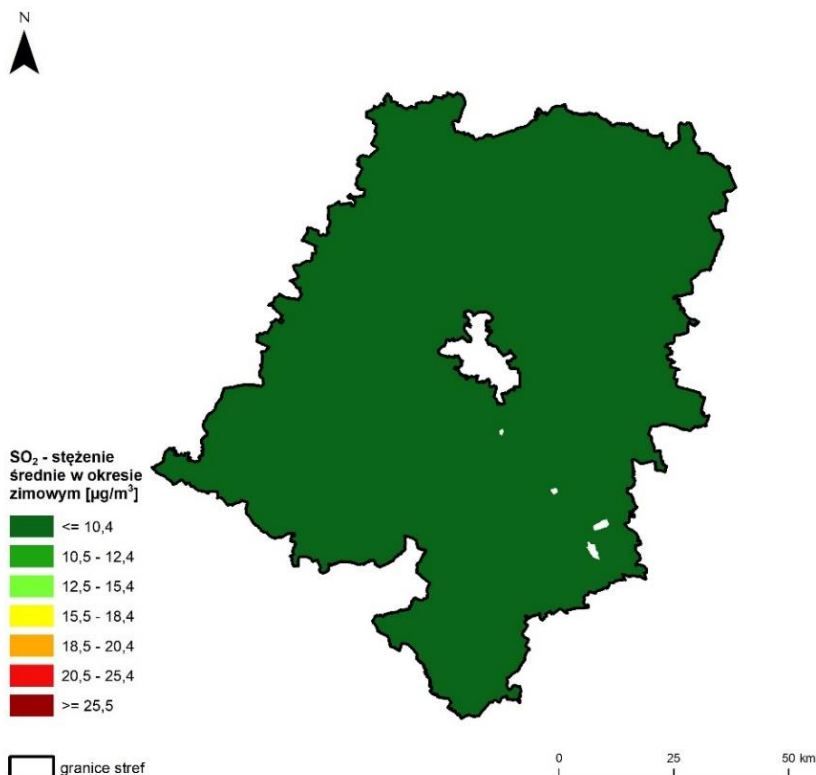 N
SO₂ - stężenie
średnie w okresie
zimowym [µg/m³]
<= 10,4
10,5 - 12,4
12,5 - 15,4
15,5 - 18,4
18,5 - 20,4
20,5 - 25,4
>= 25,5
granice stref
0 25 50 km